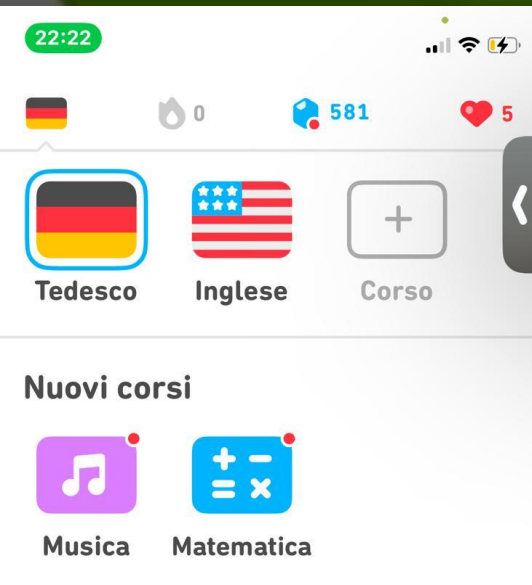 22:22
0 581 5
Tedesco Inglese Corso
Nuovi corsi
Musica Matematica